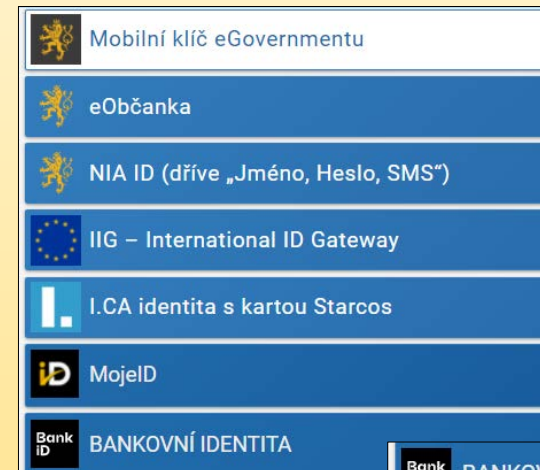 Mobilní klíč eGovernmentu
eObčanka
NIA ID (dříve „Jméno, Heslo, SMS“)
IIG – International ID Gateway
I.
I.CA identita s kartou Starcos
iD
MojeID
Bank
iD
BANKOVNÍ IDENTITA
Bank